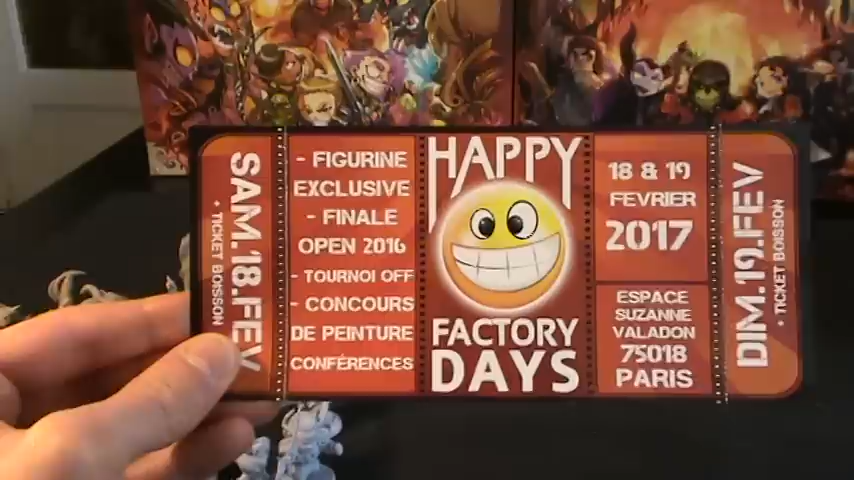 SAM.18.FEV
+ TICKET BOISSON
- FIGURINE
EXCLUSIVE
- FINALE
OPEN 2016
- TOURNOI OFF
- CONCOURS
DE PEINTURE
CONFÉRENCES
HAPPY
FACTORY
DAYS
18 & 19
FEVRIER
2017
ESPACE
SUZANNE
VALADON
75018
PARIS
DIM.19.FEV
+ TICKET BOISSON